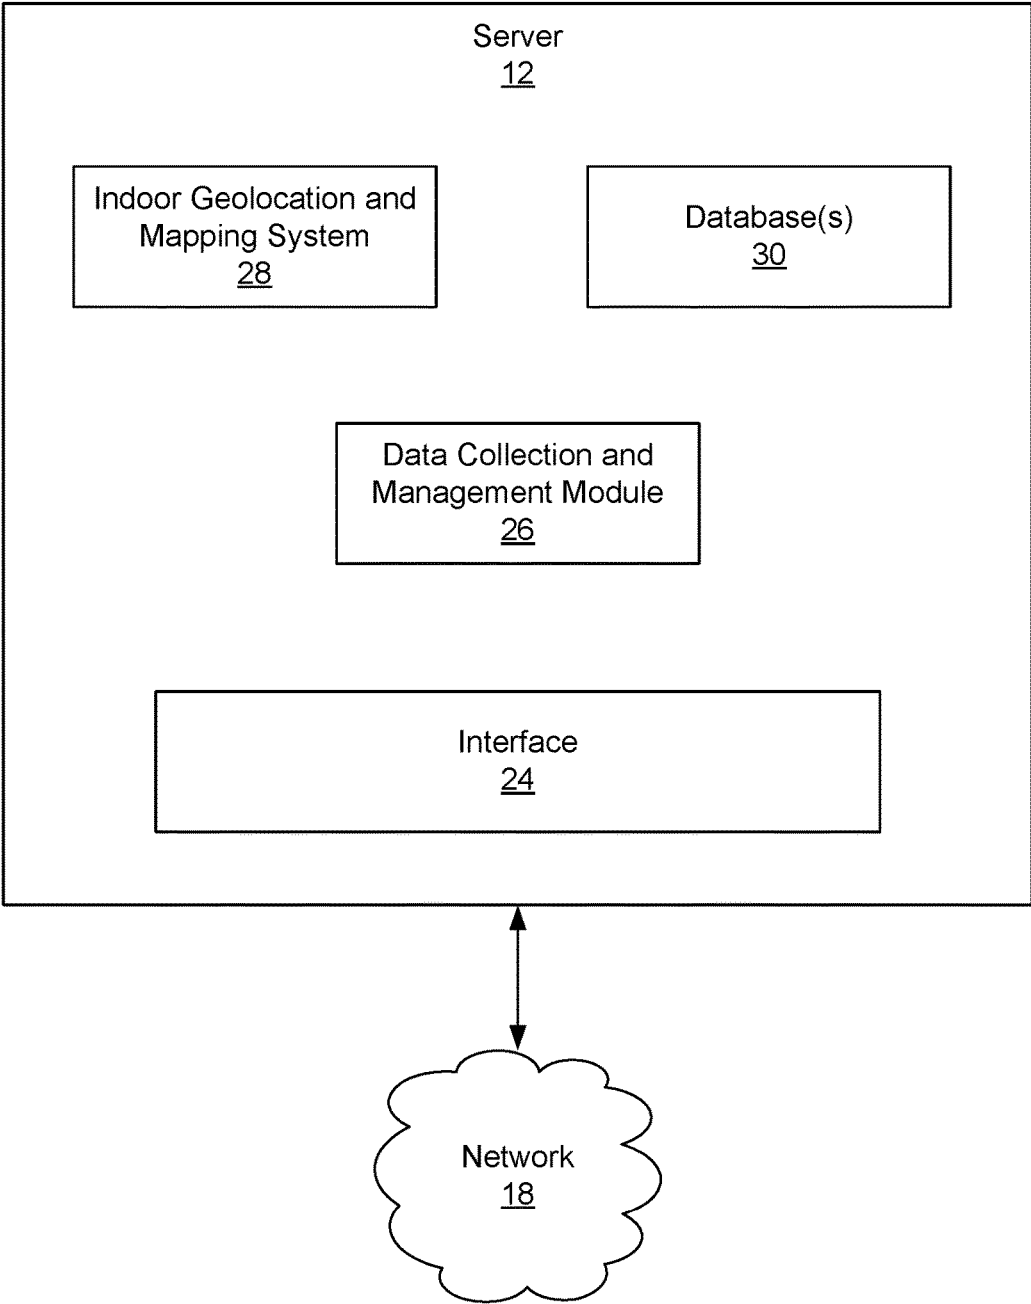 Server
12
Indoor Geolocation and
Mapping System
28
Database(s)
30
Data Collection and
Management Module
26
Interface
24
Network
18